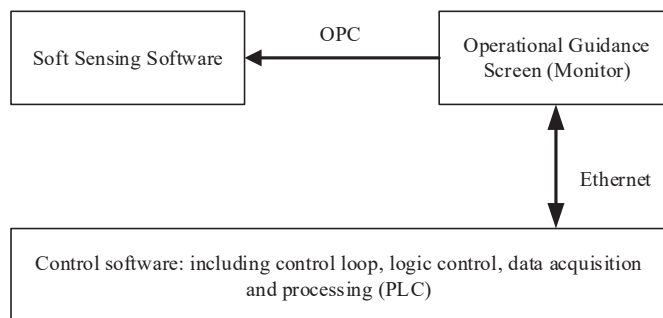 Soft Sensing Software
OPC
Operational Guidance
Screen (Monitor)
Ethernet
Control software: including control loop, logic control, data acquisition
and processing (PLC)